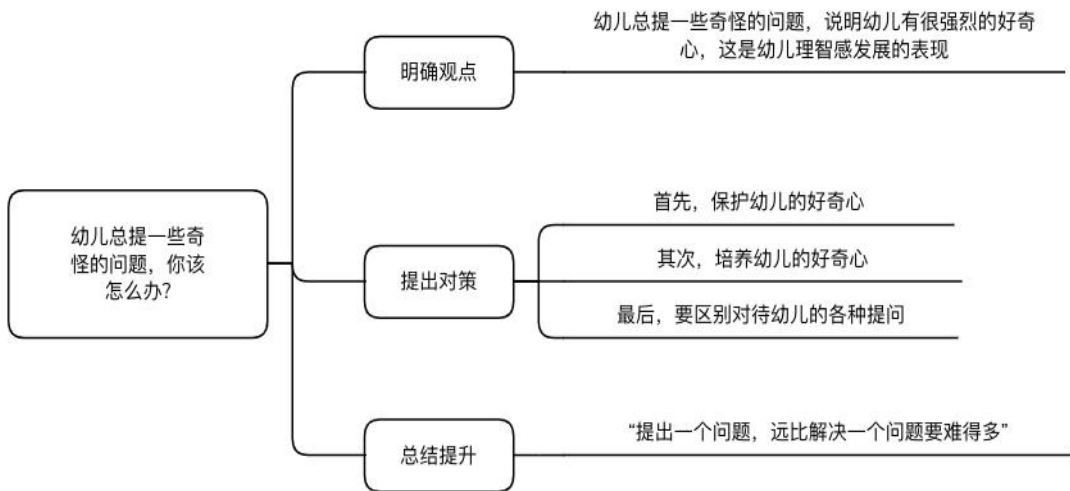 幼儿总提一些奇
怪的问题，你该
怎么办?
明确观点
幼儿总提一些奇怪的问题，说明幼儿有很强烈的好奇
心，这是幼儿理智感发展的表现
提出对策
首先，保护幼儿的好奇心
其次，培养幼儿的好奇心
最后，要区别对待幼儿的各种提问
总结提升
“提出一个问题，远比解决一个问题要难得多”